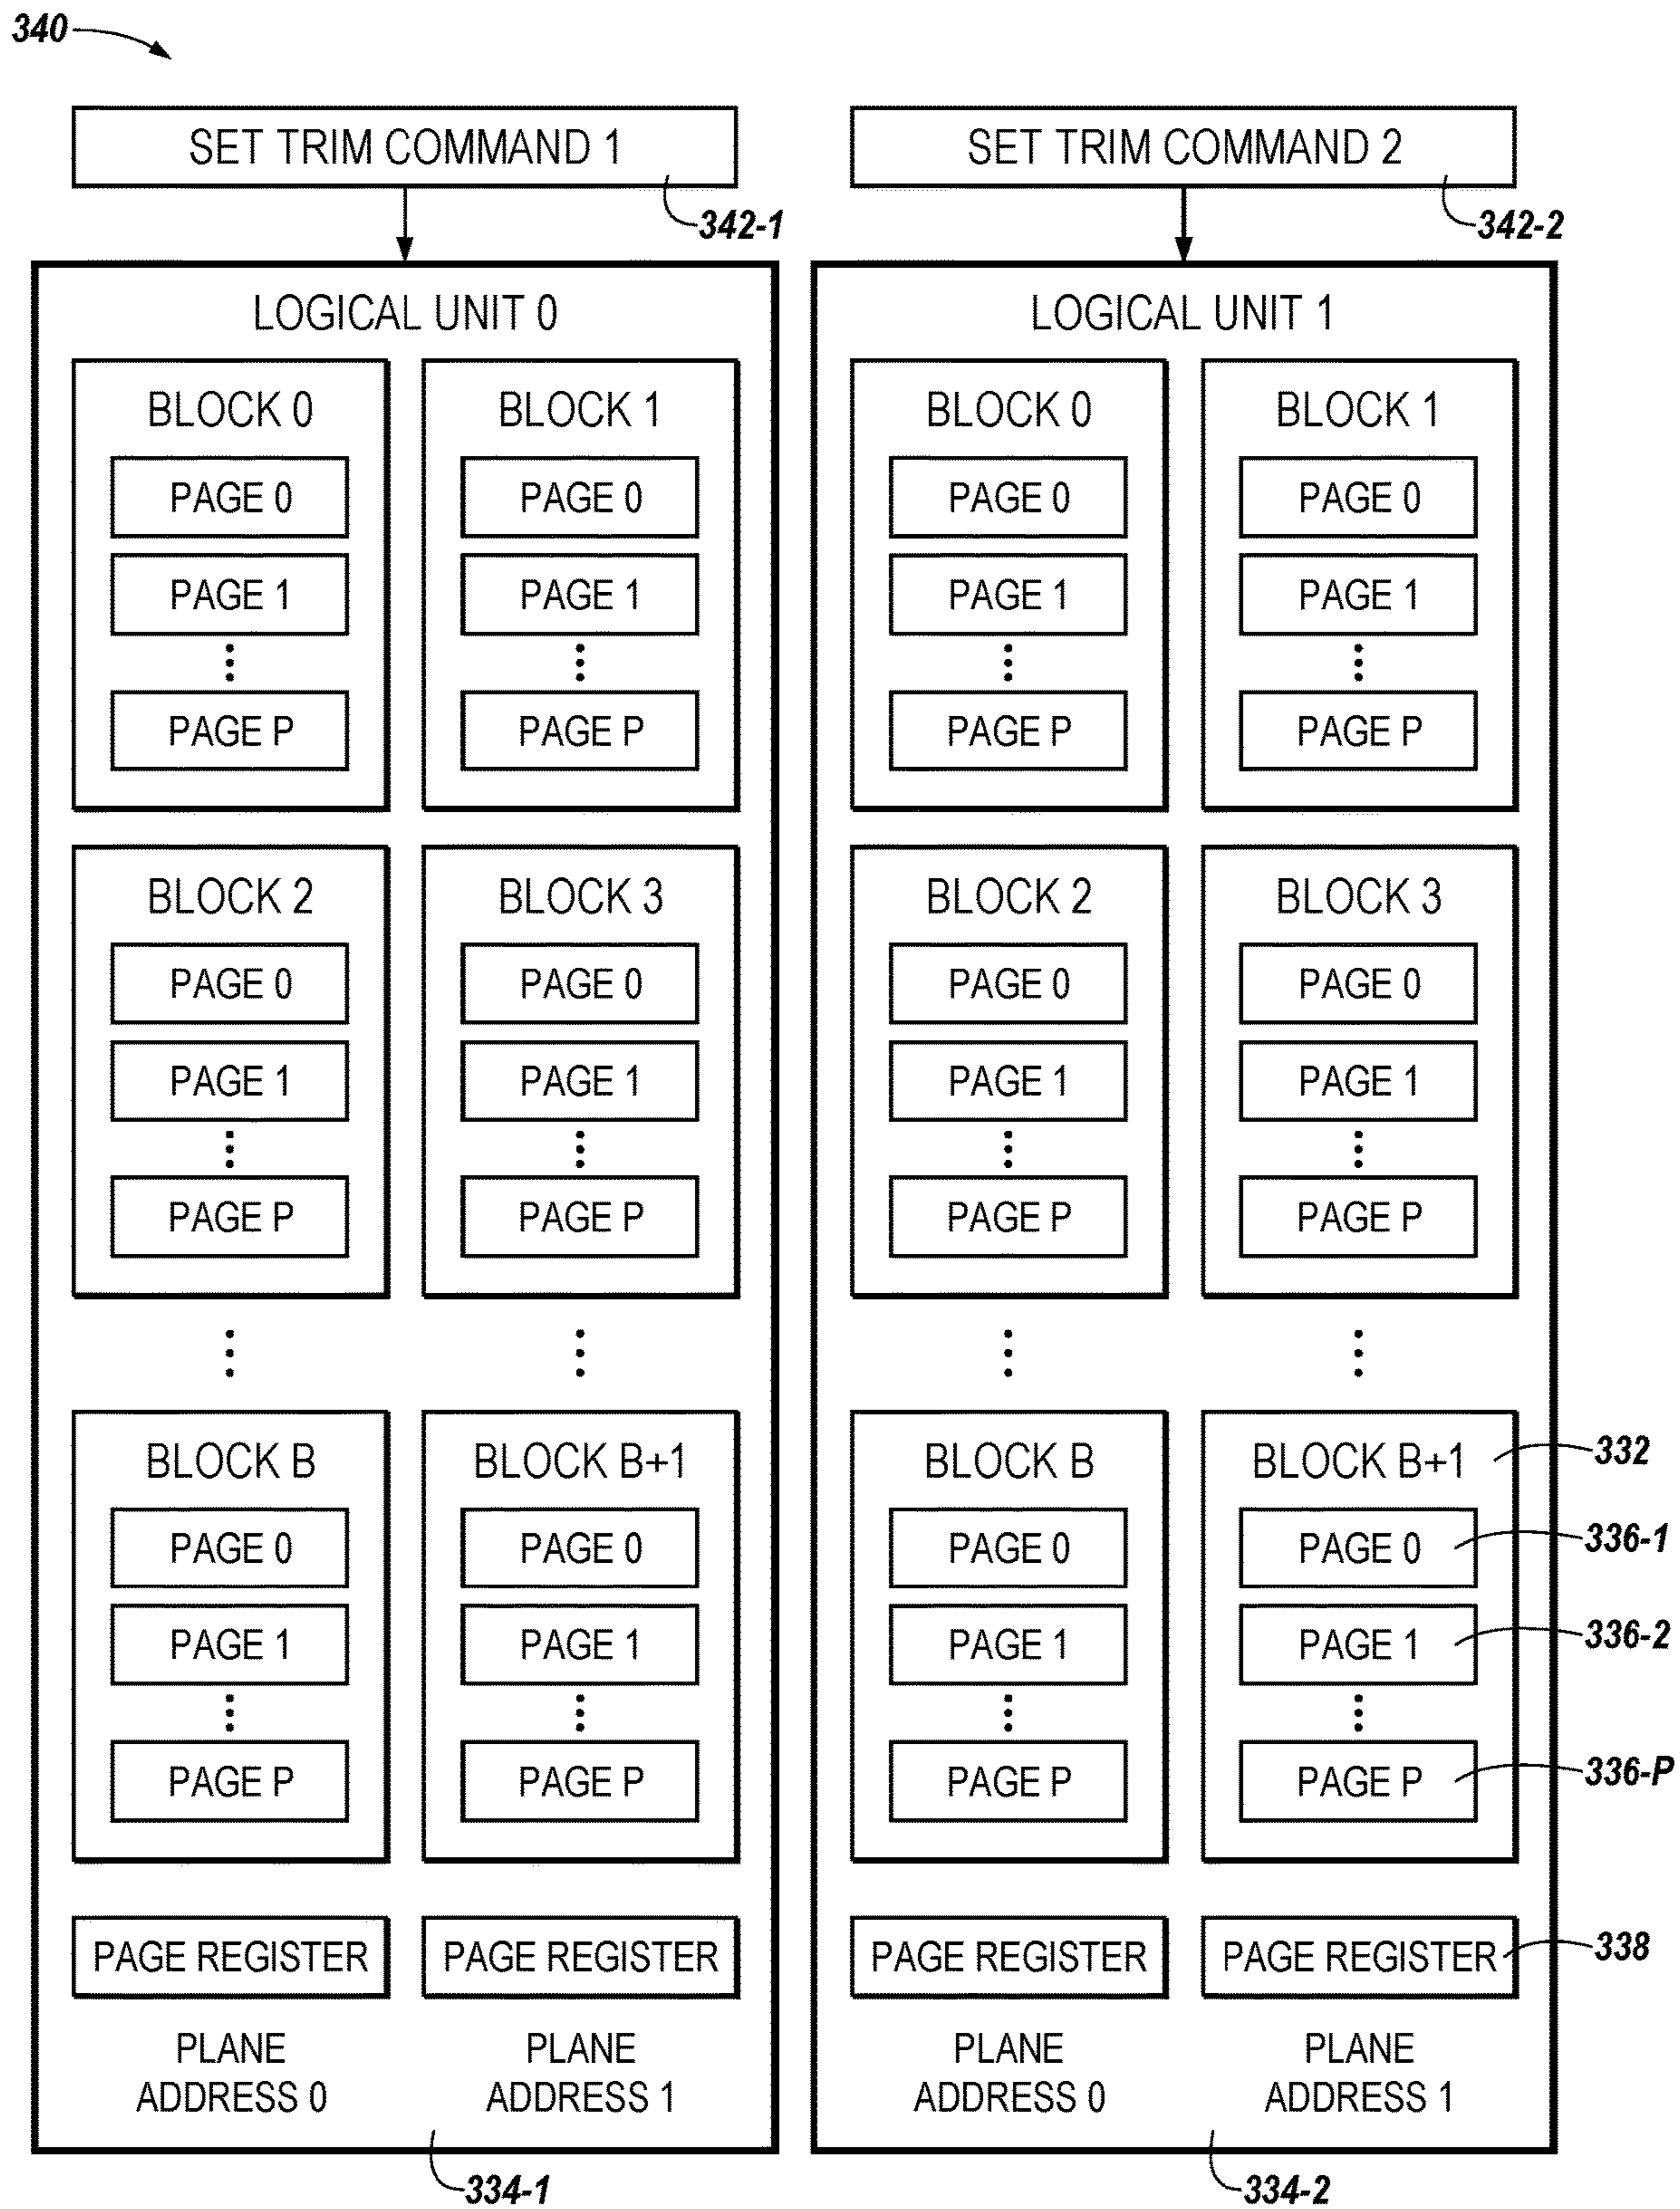 340
SET TRIM COMMAND 1
342-1
SET TRIM COMMAND 2
342-2
LOGICAL UNIT 0
BLOCK 0
PAGE 0
PAGE 1
PAGE P
BLOCK 1
PAGE 0
PAGE 1
PAGE P
BLOCK 2
PAGE 0
PAGE 1
PAGE P
BLOCK 3
PAGE 0
PAGE 1
PAGE P
BLOCK B
PAGE 0
PAGE 1
PAGE P
BLOCK B+1
PAGE 0
PAGE 1
PAGE P
PAGE REGISTER
PAGE REGISTER
PLANE
ADDRESS 0
PLANE
ADDRESS 1
334-1
LOGICAL UNIT 1
BLOCK 0
PAGE 0
PAGE 1
PAGE P
BLOCK 1
PAGE 0
PAGE 1
PAGE P
BLOCK 2
PAGE 0
PAGE 1
PAGE P
BLOCK 3
PAGE 0
PAGE 1
PAGE P
BLOCK B
PAGE 0
PAGE 1
PAGE P
BLOCK B+1
332
PAGE 0
336-1
PAGE 1
336-2
PAGE P
336-P
PAGE REGISTER
PAGE REGISTER
338
PLANE
ADDRESS 0
PLANE
ADDRESS 1
334-2